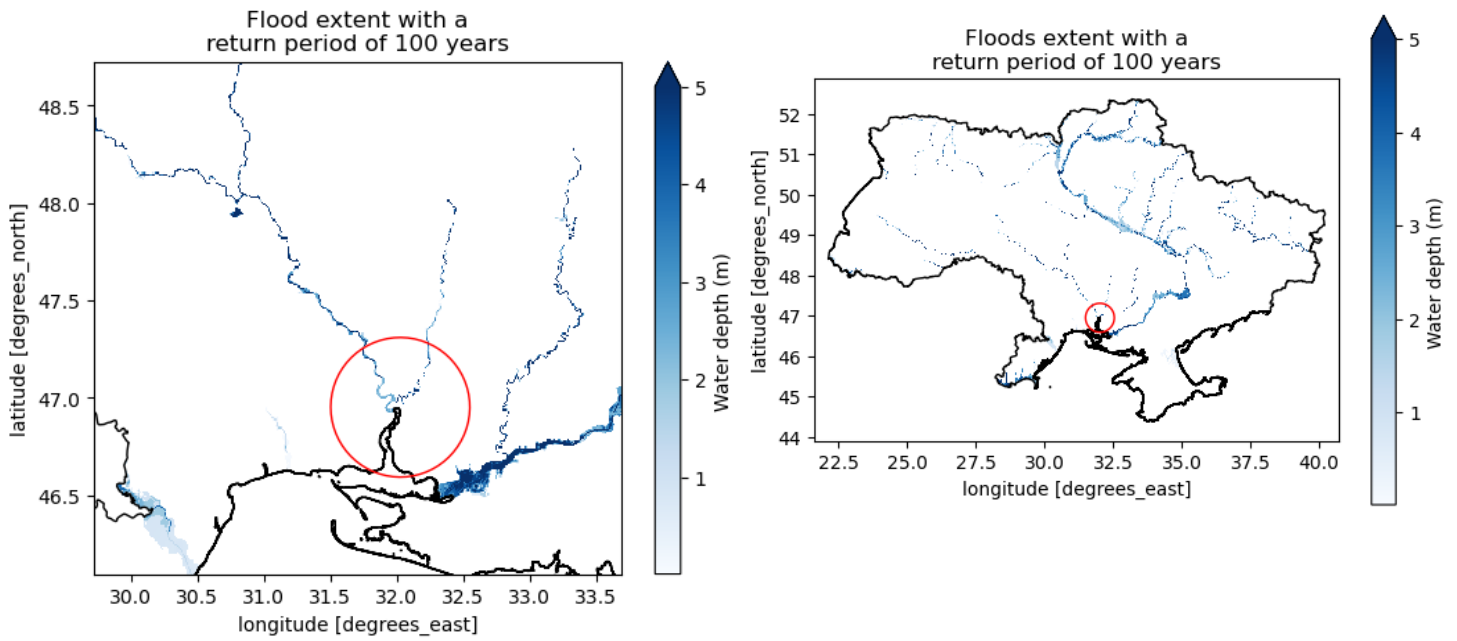 Flood extent with a
return period of 100 years
48.5
48.0
47.5
47.0
46.5
latitude [degrees_north]
30.0 30.5 31.0 31.5 32.0 32.5 33.0 33.5
longitude [degrees_east]
5
4
3
2
1
Water depth (m)
Floods extent with a
return period of 100 years
52
51
50
49
48
47
46
45
44
latitude [degrees_north]
22.5 25.0 27.5 30.0 32.5 35.0 37.5 40.0
longitude [degrees_east]
5
4
3
2
1
Water depth (m)